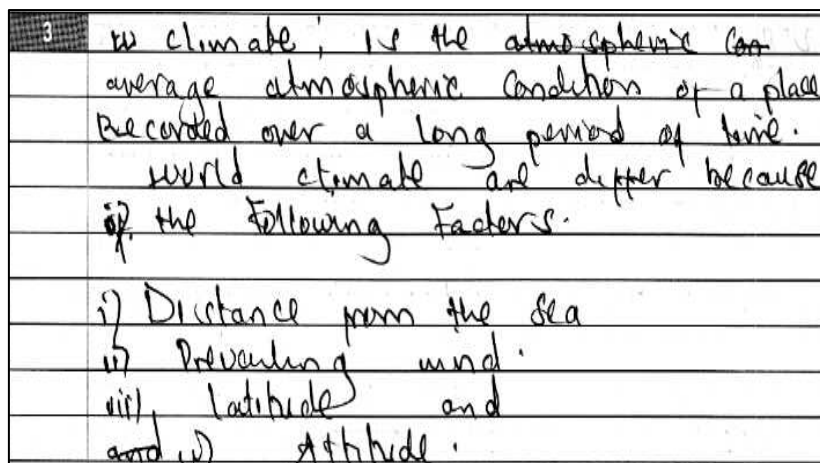 3
climate; is the atmospheric Con
average atmospheric Condition of a place
Recorded over a long period of time.
world climate are differ because
of the Following Factors.
i) Distance from the sea
ii) Prevailing wind.
iii) latitude and
and iv) Attitude.